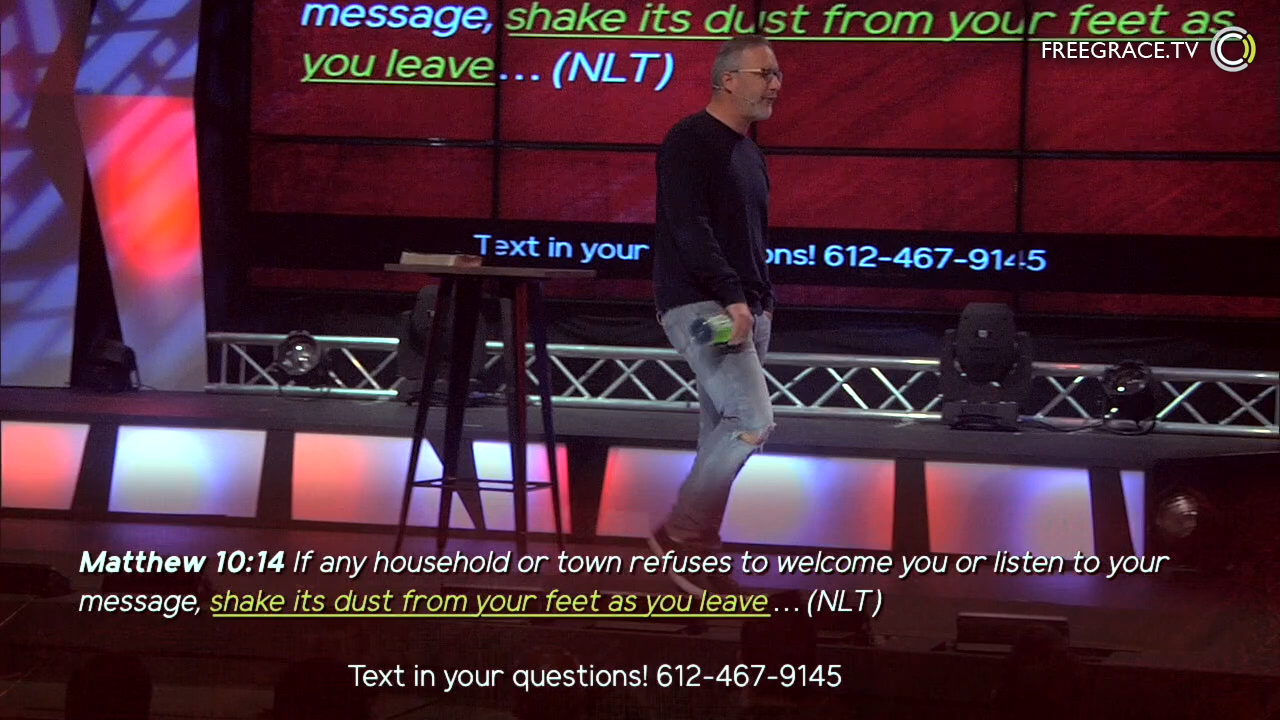 message, shake its dust from your feet as
you leave... (NLT)
FREEGRACE.TV
Text in your ons! 612-467-9145
Matthew 10:14 If any household or town refuses to welcome you or listen to your
message, shake its dust from your feet as you leave... (NLT)
Text in your questions! 612-467-9145